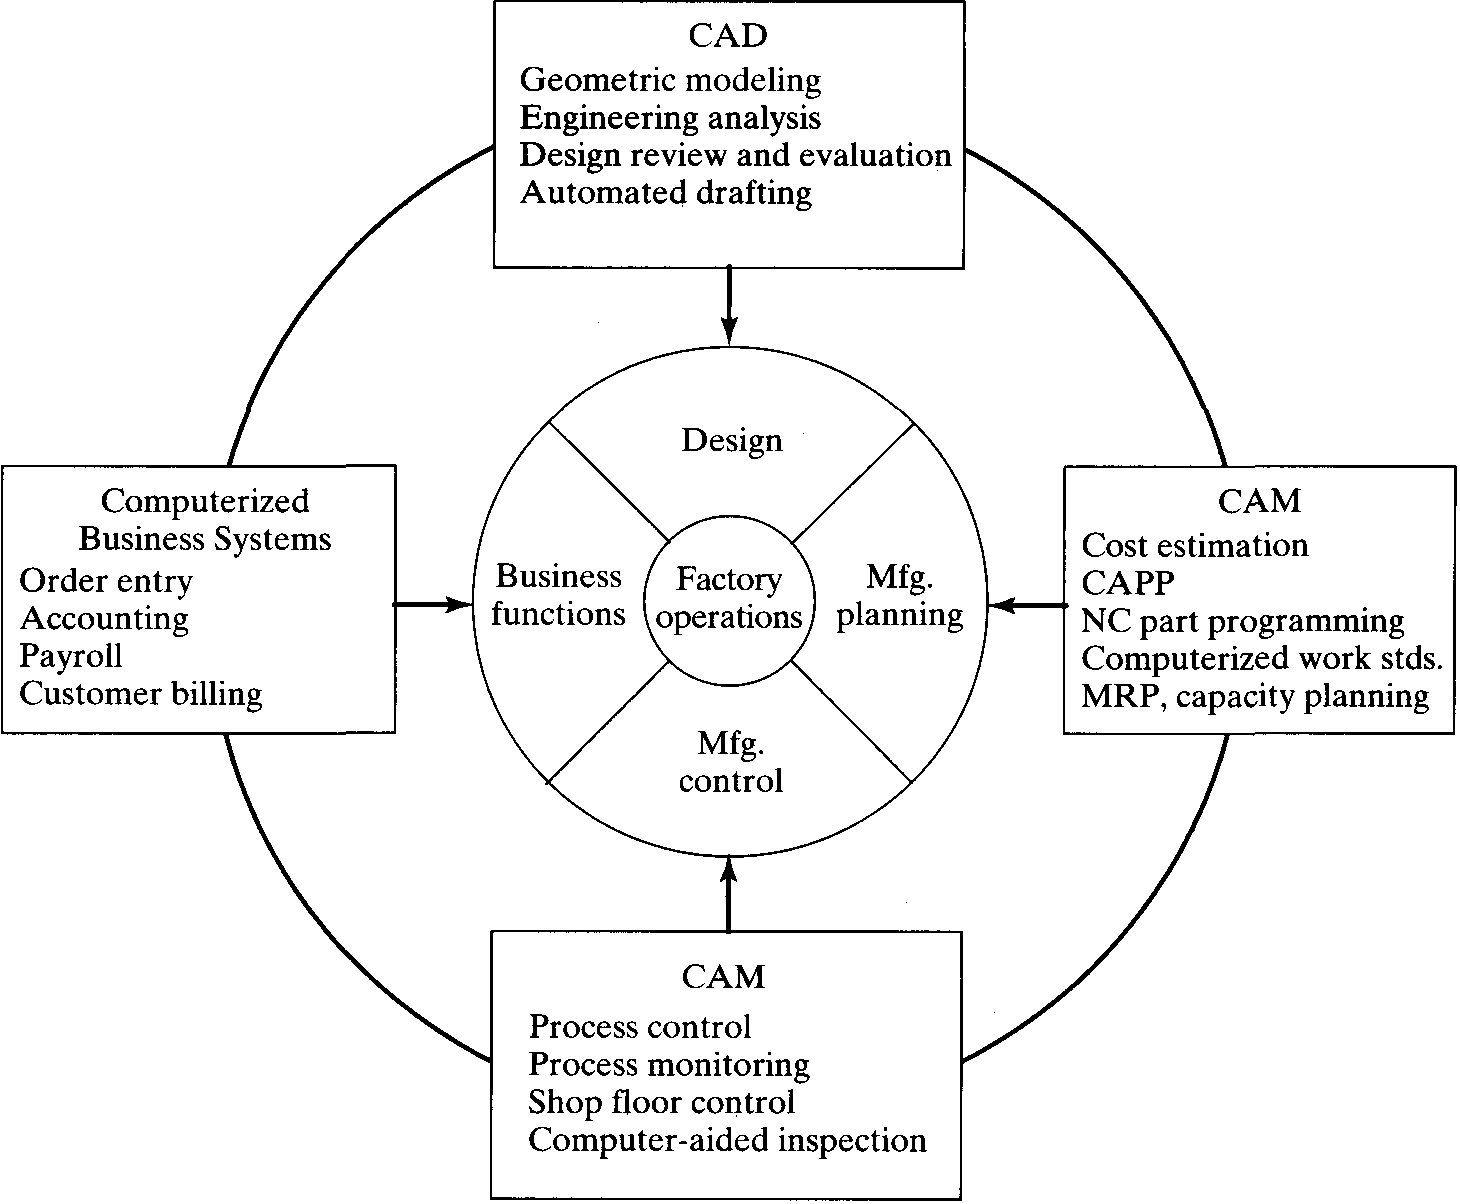 CAD
Geometric modeling
Engineering analysis
Design review and evaluation
Automated drafting
Design
Computerized
Business Systems
Order entry
Accounting
Payroll
Customer billing
Business
functions
Factory
operations
Mfg.
planning
CAM
Cost estimation
CAPP
NC part programming
Computerized work stds.
MRP, capacity planning
Mfg.
control
CAM
Process control
Process monitoring
Shop floor control
Computer-aided inspection